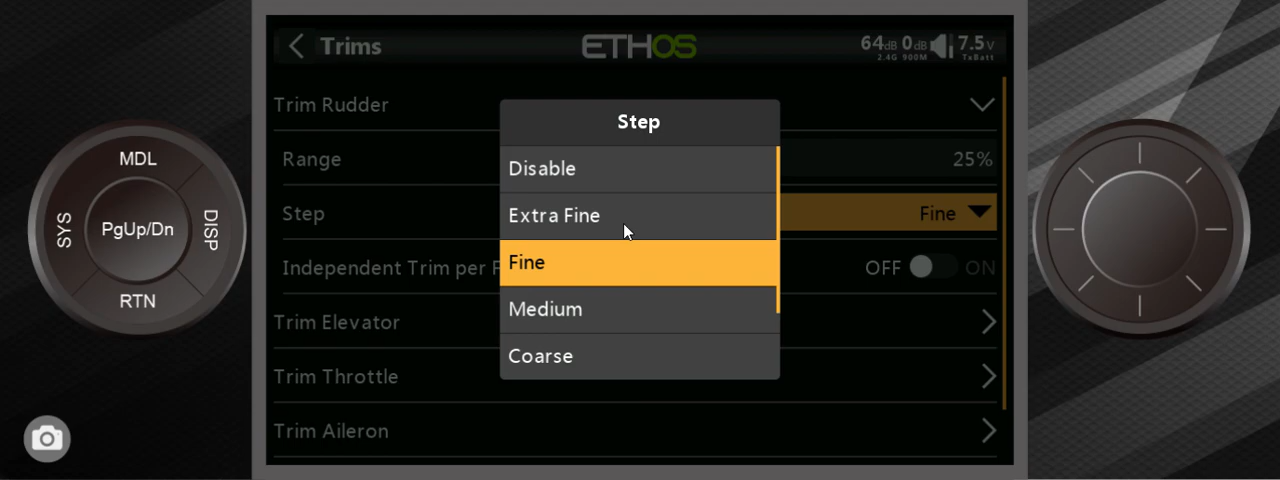 Trims
ETHOS
64dB 0dB 7.5V
2.4G 900M TxBatt
Trim Rudder
Range 25%
Step Fine
Independent Trim per F OFF ON
Trim Elevator
Trim Throttle
Trim Aileron
Step
Disable
Extra Fine
Fine
Medium
Coarse
MDL
SYS
PgUp/Dn
DISP
RTN